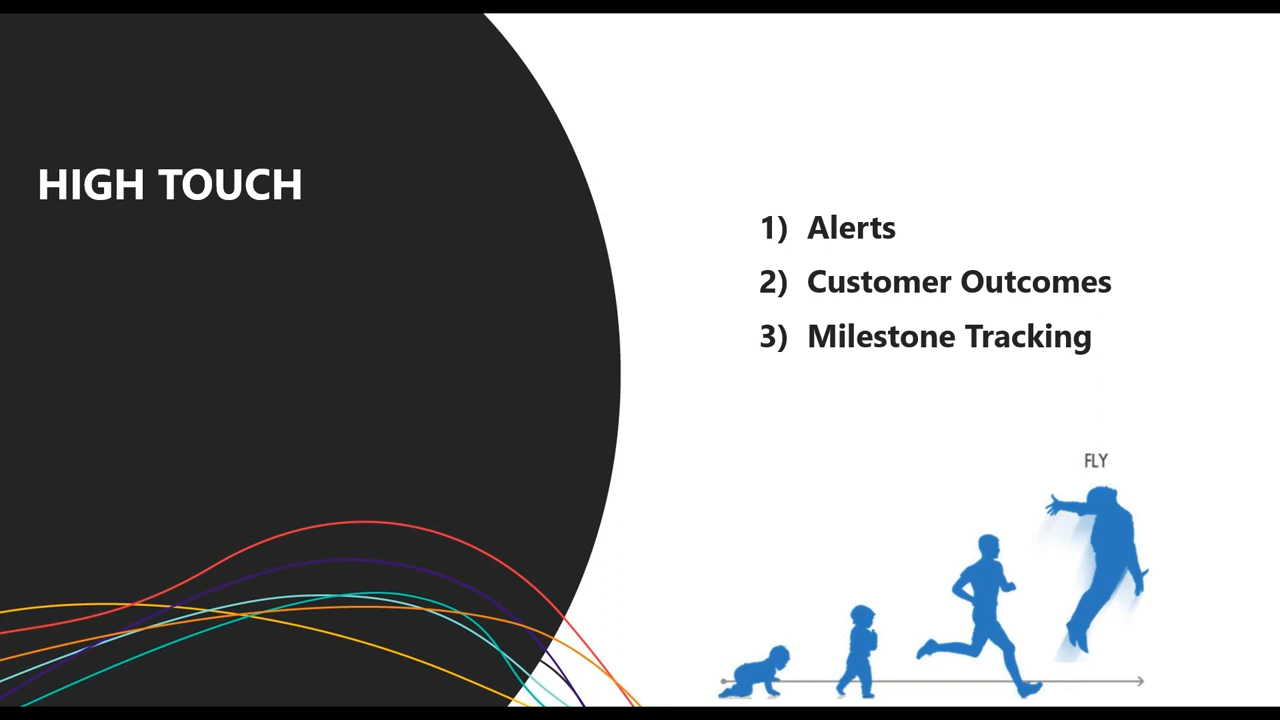 HIGH TOUCH
1) Alerts
2) Customer Outcomes
3) Milestone Tracking
FLY